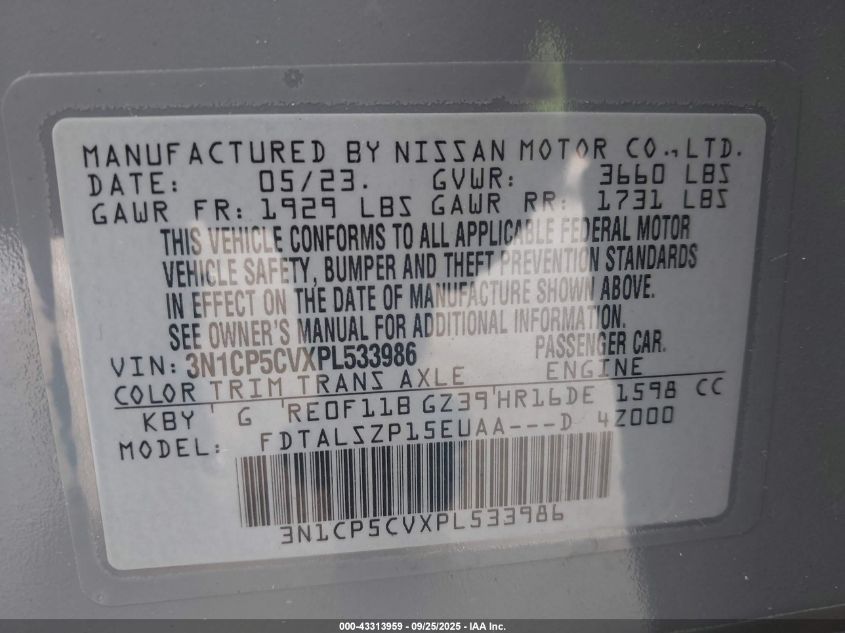 MANUFACTURED BY NISSAN MOTOR CO.,LTD.
DATE: 05/23. GVWR: 3660 LBS
GAWR FR: 1929 LBS GAWR RR: 1731 LBS
THIS VEHICLE CONFORMS TO ALL APPLICABLE FEDERAL MOTOR
VEHICLE SAFETY, BUMPER AND THEFT PREVENTION STANDARDS
IN EFFECT ON THE DATE OF MANUFACTURE SHOWN ABOVE.
SEE OWNER'S MANUAL FOR ADDITIONAL INFORMATION.
VIN: 3N1CP5CVXPL533986 PASSENGER CAR.
COLOR TRIM TRANS AXLE ENGINE
KBY ' G ' RE0F11B GZ39 ' HR16DE 1598 CC
MODEL: FDTALSZP15EUAA---D 4Z000
3N1CP5CVXPL533986
000-43313959 - 09/25/2025 - IAA Inc.